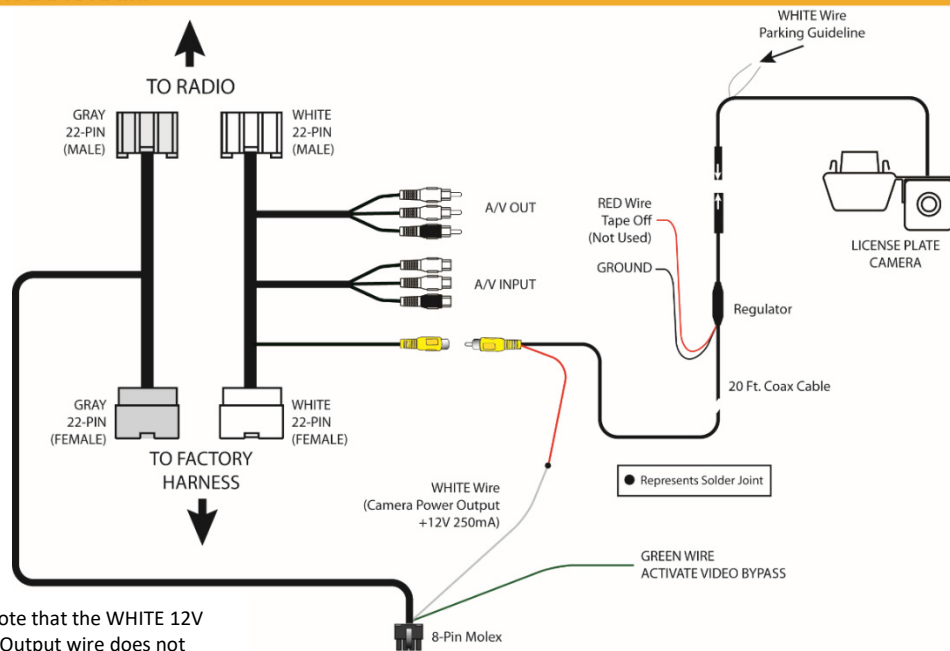 WHITE Wire
Parking Guideline
TO RADIO
GRAY
22-PIN
(MALE)
WHITE
22-PIN
(MALE)
A/V OUT
RED Wire
Tape Off
(Not Used)
GROUND
LICENSE PLATE
CAMERA
A/V INPUT
Regulator
20 Ft. Coax Cable
GRAY
22-PIN
(FEMALE)
WHITE
22-PIN
(FEMALE)
TO FACTORY
HARNESS
Represents Solder Joint
WHITE Wire
(Camera Power Output
+12V 250mA)
GREEN WIRE
ACTIVATE VIDEO BYPASS
that the WHITE 12V
Output wire does not
8-Pin Molex